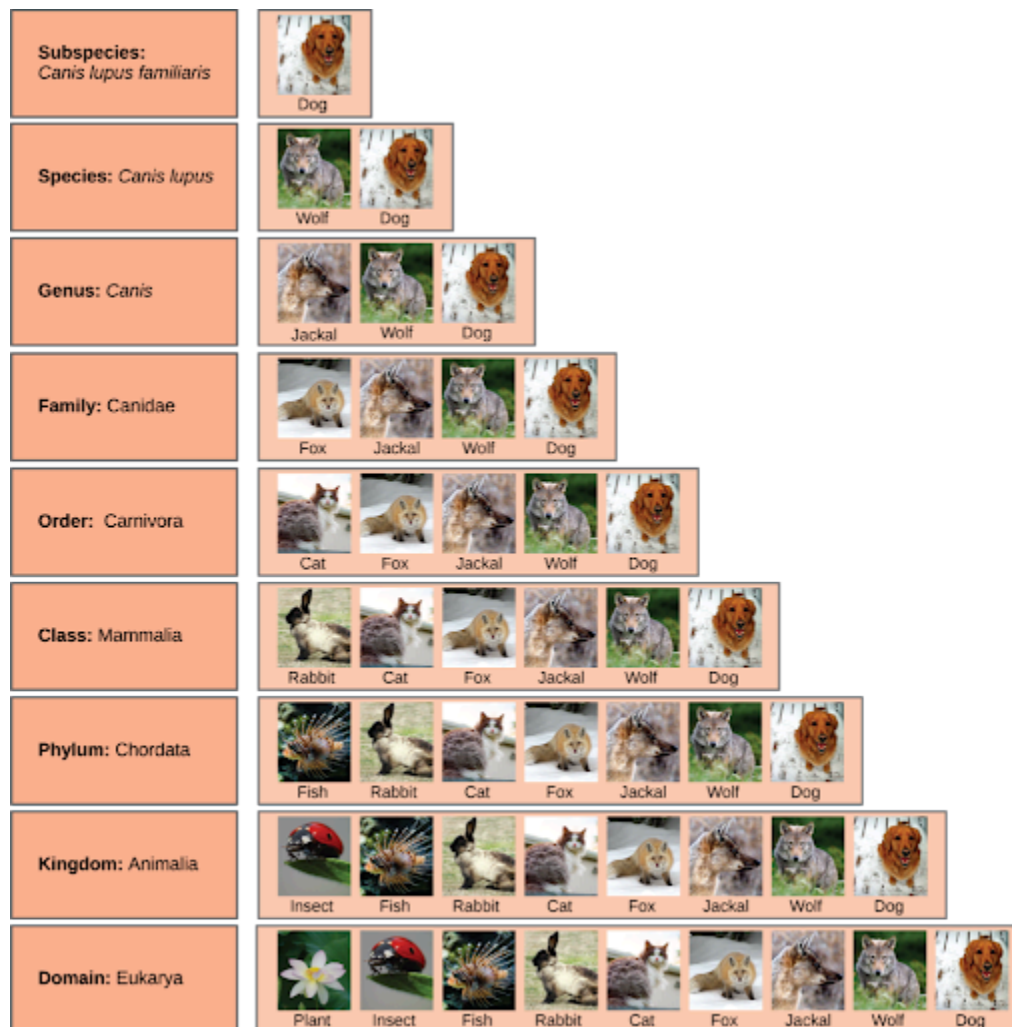 Subspecies:
Canis lupus familiaris
Dog
Species: Canis lupus
Wolf Dog
Genus: Canis
Jackal Wolf Dog
Family: Canidae
Fox Jackal Wolf Dog
Order: Carnivora
Cat Fox Jackal Wolf Dog
Class: Mammalia
Rabbit Cat Fox Jackal Wolf Dog
Phylum: Chordata
Fish Rabbit Cat Fox Jackal Wolf Dog
Kingdom: Animalia
Insect Fish Rabbit Cat Fox Jackal Wolf Dog
Domain: Eukarya
Plant Insect Fish Rabbit Cat Fox Jackal Wolf Dog